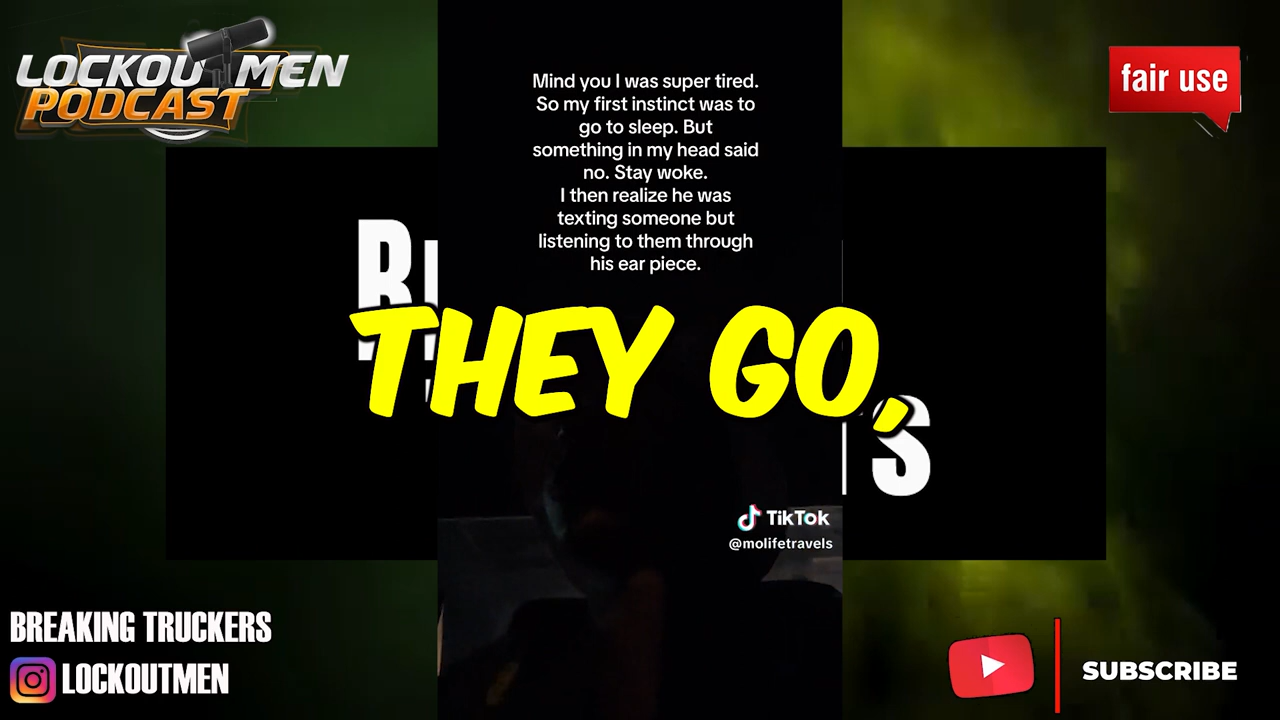 LOCKOUTMEN
PODCAST
fair use
Mind you I was super tired.
So my first instinct was to
go to sleep. But
something in my head said
no. Stay woke.
I then realize he was
texting someone but
listening to them through
his ear piece.
THEY GO,
TikTok
@molifetravels
BREAKING TRUCKERS
LOCKOUTMEN
SUBSCRIBE